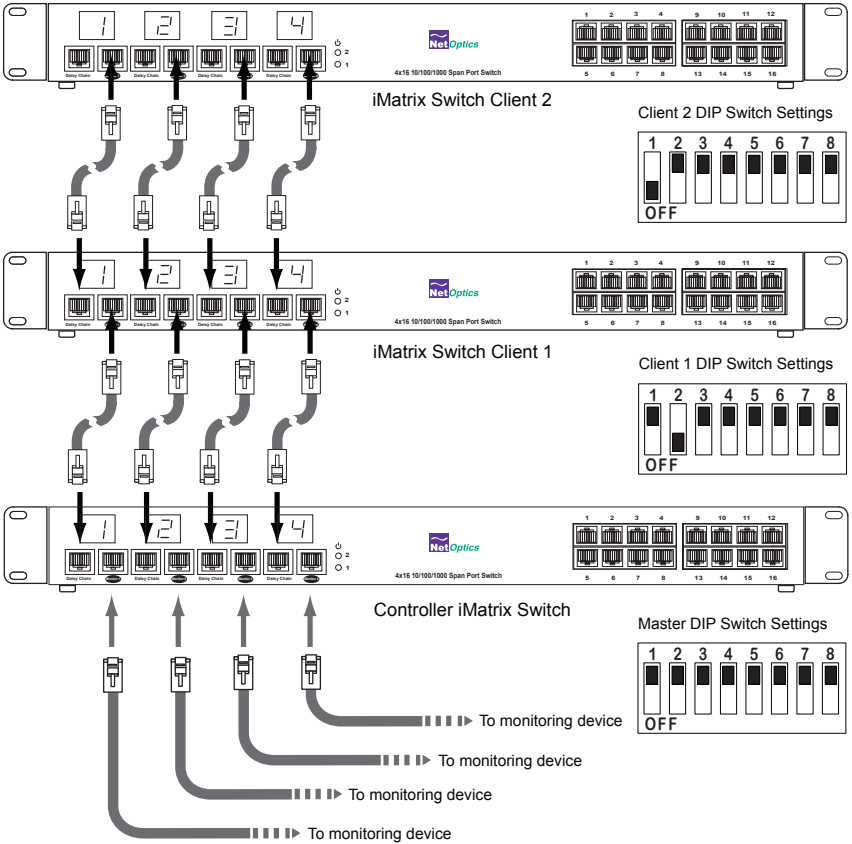 1 2 3 4
1 2 3 4 9 10 11 12
Net Optics
2
1
Daisy Chain Daisy Chain Daisy Chain Daisy Chain
4x16 10/100/1000 Span Port Switch
5 6 7 8 13 14 15 16
iMatrix Switch Client 2
Client 2 DIP Switch Settings
1 2 3 4 5 6 7 8
OFF
1 2 3 4
1 2 3 4 9 10 11 12
Net Optics
2
1
Daisy Chain Daisy Chain Daisy Chain Daisy Chain
4x16 10/100/1000 Span Port Switch
5 6 7 8 13 14 15 16
iMatrix Switch Client 1
Client 1 DIP Switch Settings
1 2 3 4 5 6 7 8
OFF
1 2 3 4
1 2 3 4 9 10 11 12
Net Optics
2
1
Daisy Chain Daisy Chain Daisy Chain Daisy Chain
4x16 10/100/1000 Span Port Switch
5 6 7 8 13 14 15 16
Controller iMatrix Switch
Master DIP Switch Settings
1 2 3 4 5 6 7 8
OFF
To monitoring device
To monitoring device
To monitoring device
To monitoring device